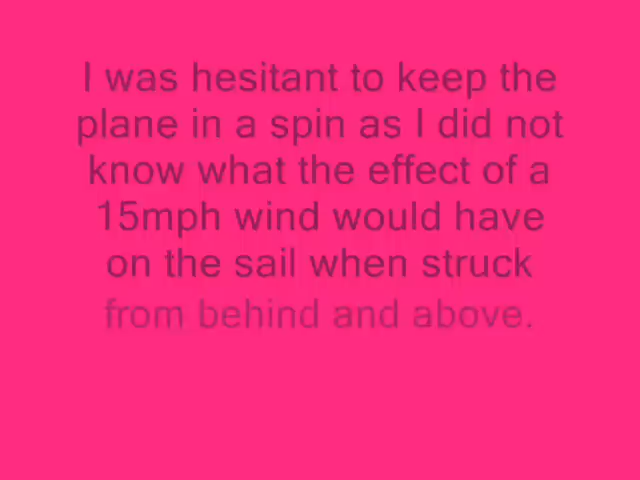 I was hesitant to keep the
plane in a spin as I did not
know what the effect of a
15mph wind would have
on the sail when struck
from behind and above.